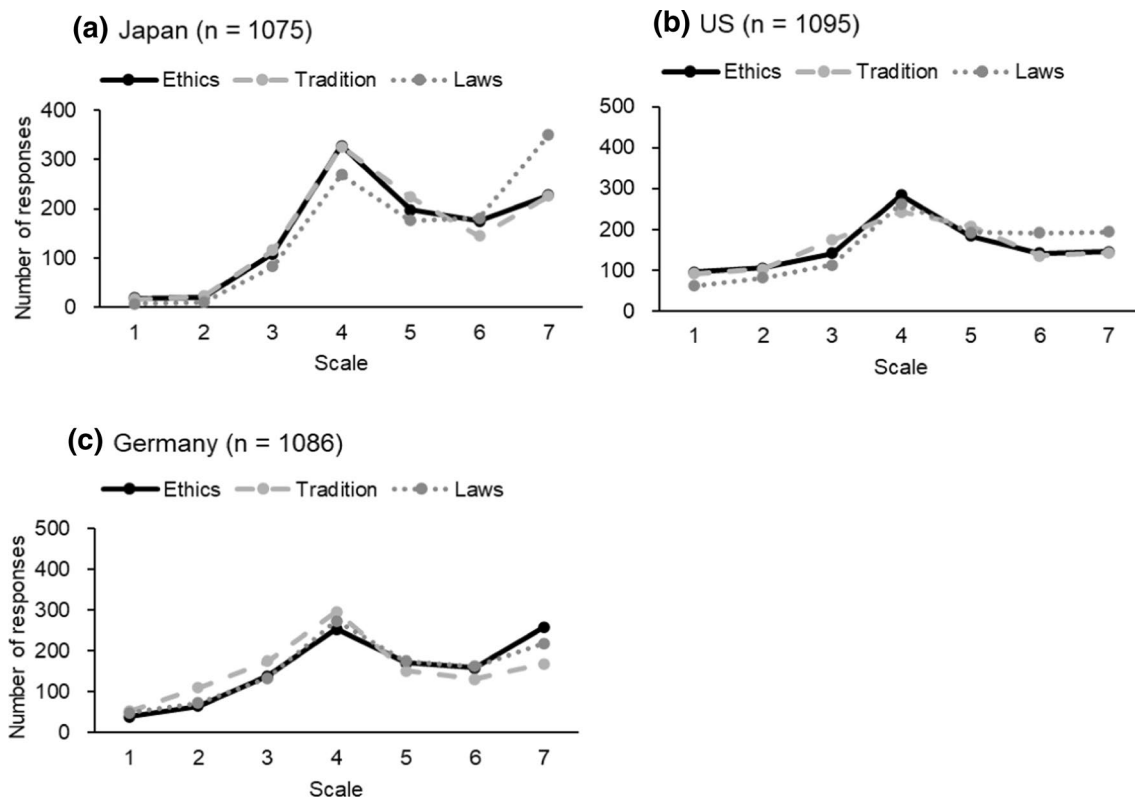 (a) Japan (n = 1075)
Ethics Tradition Laws
Number of responses
400
300
200
100
0
1 2 3 4 5 6 7
Scale
(b) US (n = 1095)
Ethics Tradition Laws
Number of responses
500
400
300
200
100
0
1 2 3 4 5 6 7
Scale
(c) Germany (n = 1086)
Ethics Tradition Laws
Number of responses
500
400
300
200
100
0
1 2 3 4 5 6 7
Scale